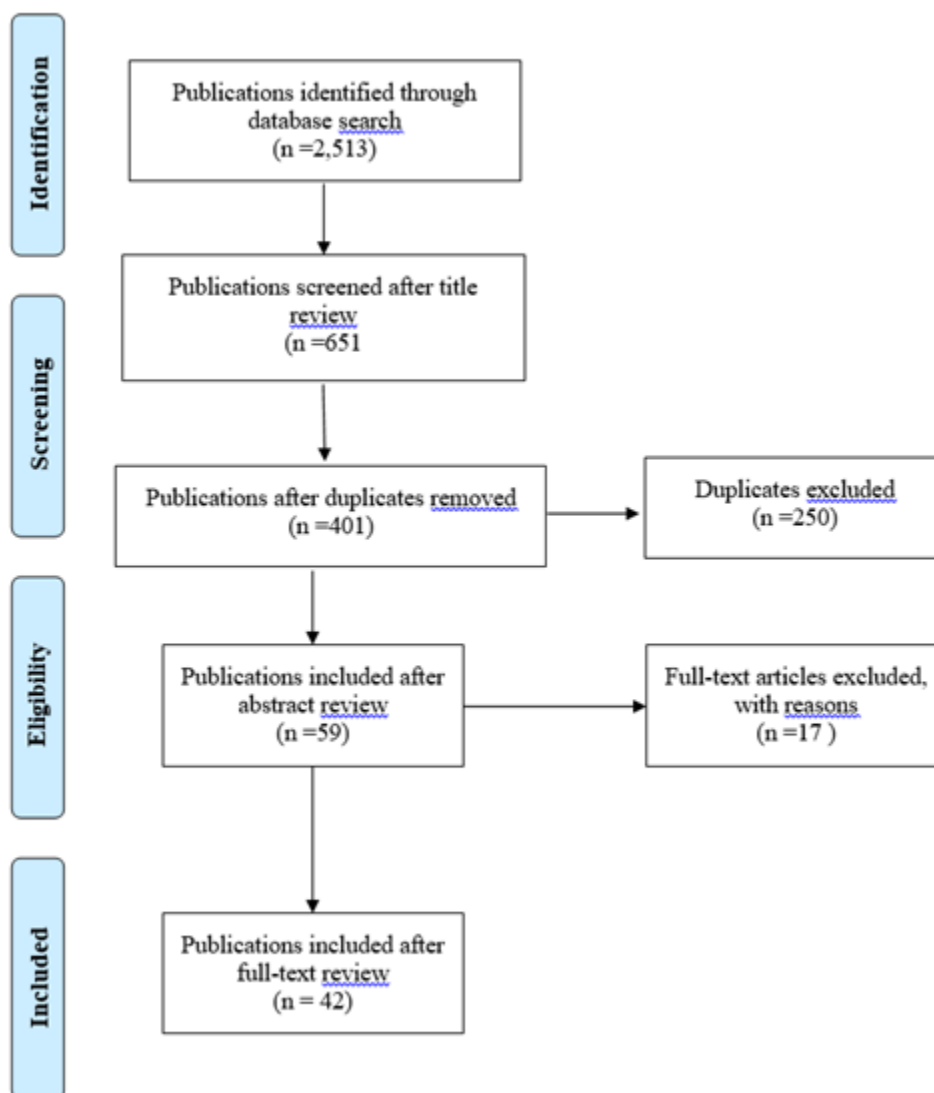 Identification
Publications identified through
database search
(n =2,513)
Publications screened after title
review
(n =651
Screening
Publications after duplicates removed
(n =401)
Duplicates excluded
(n =250)
Eligibility
Publications included after
abstract review
(n =59)
Full-text articles excluded,
with reasons
(n =17 )
Included
Publications included after
full-text review
(n = 42)